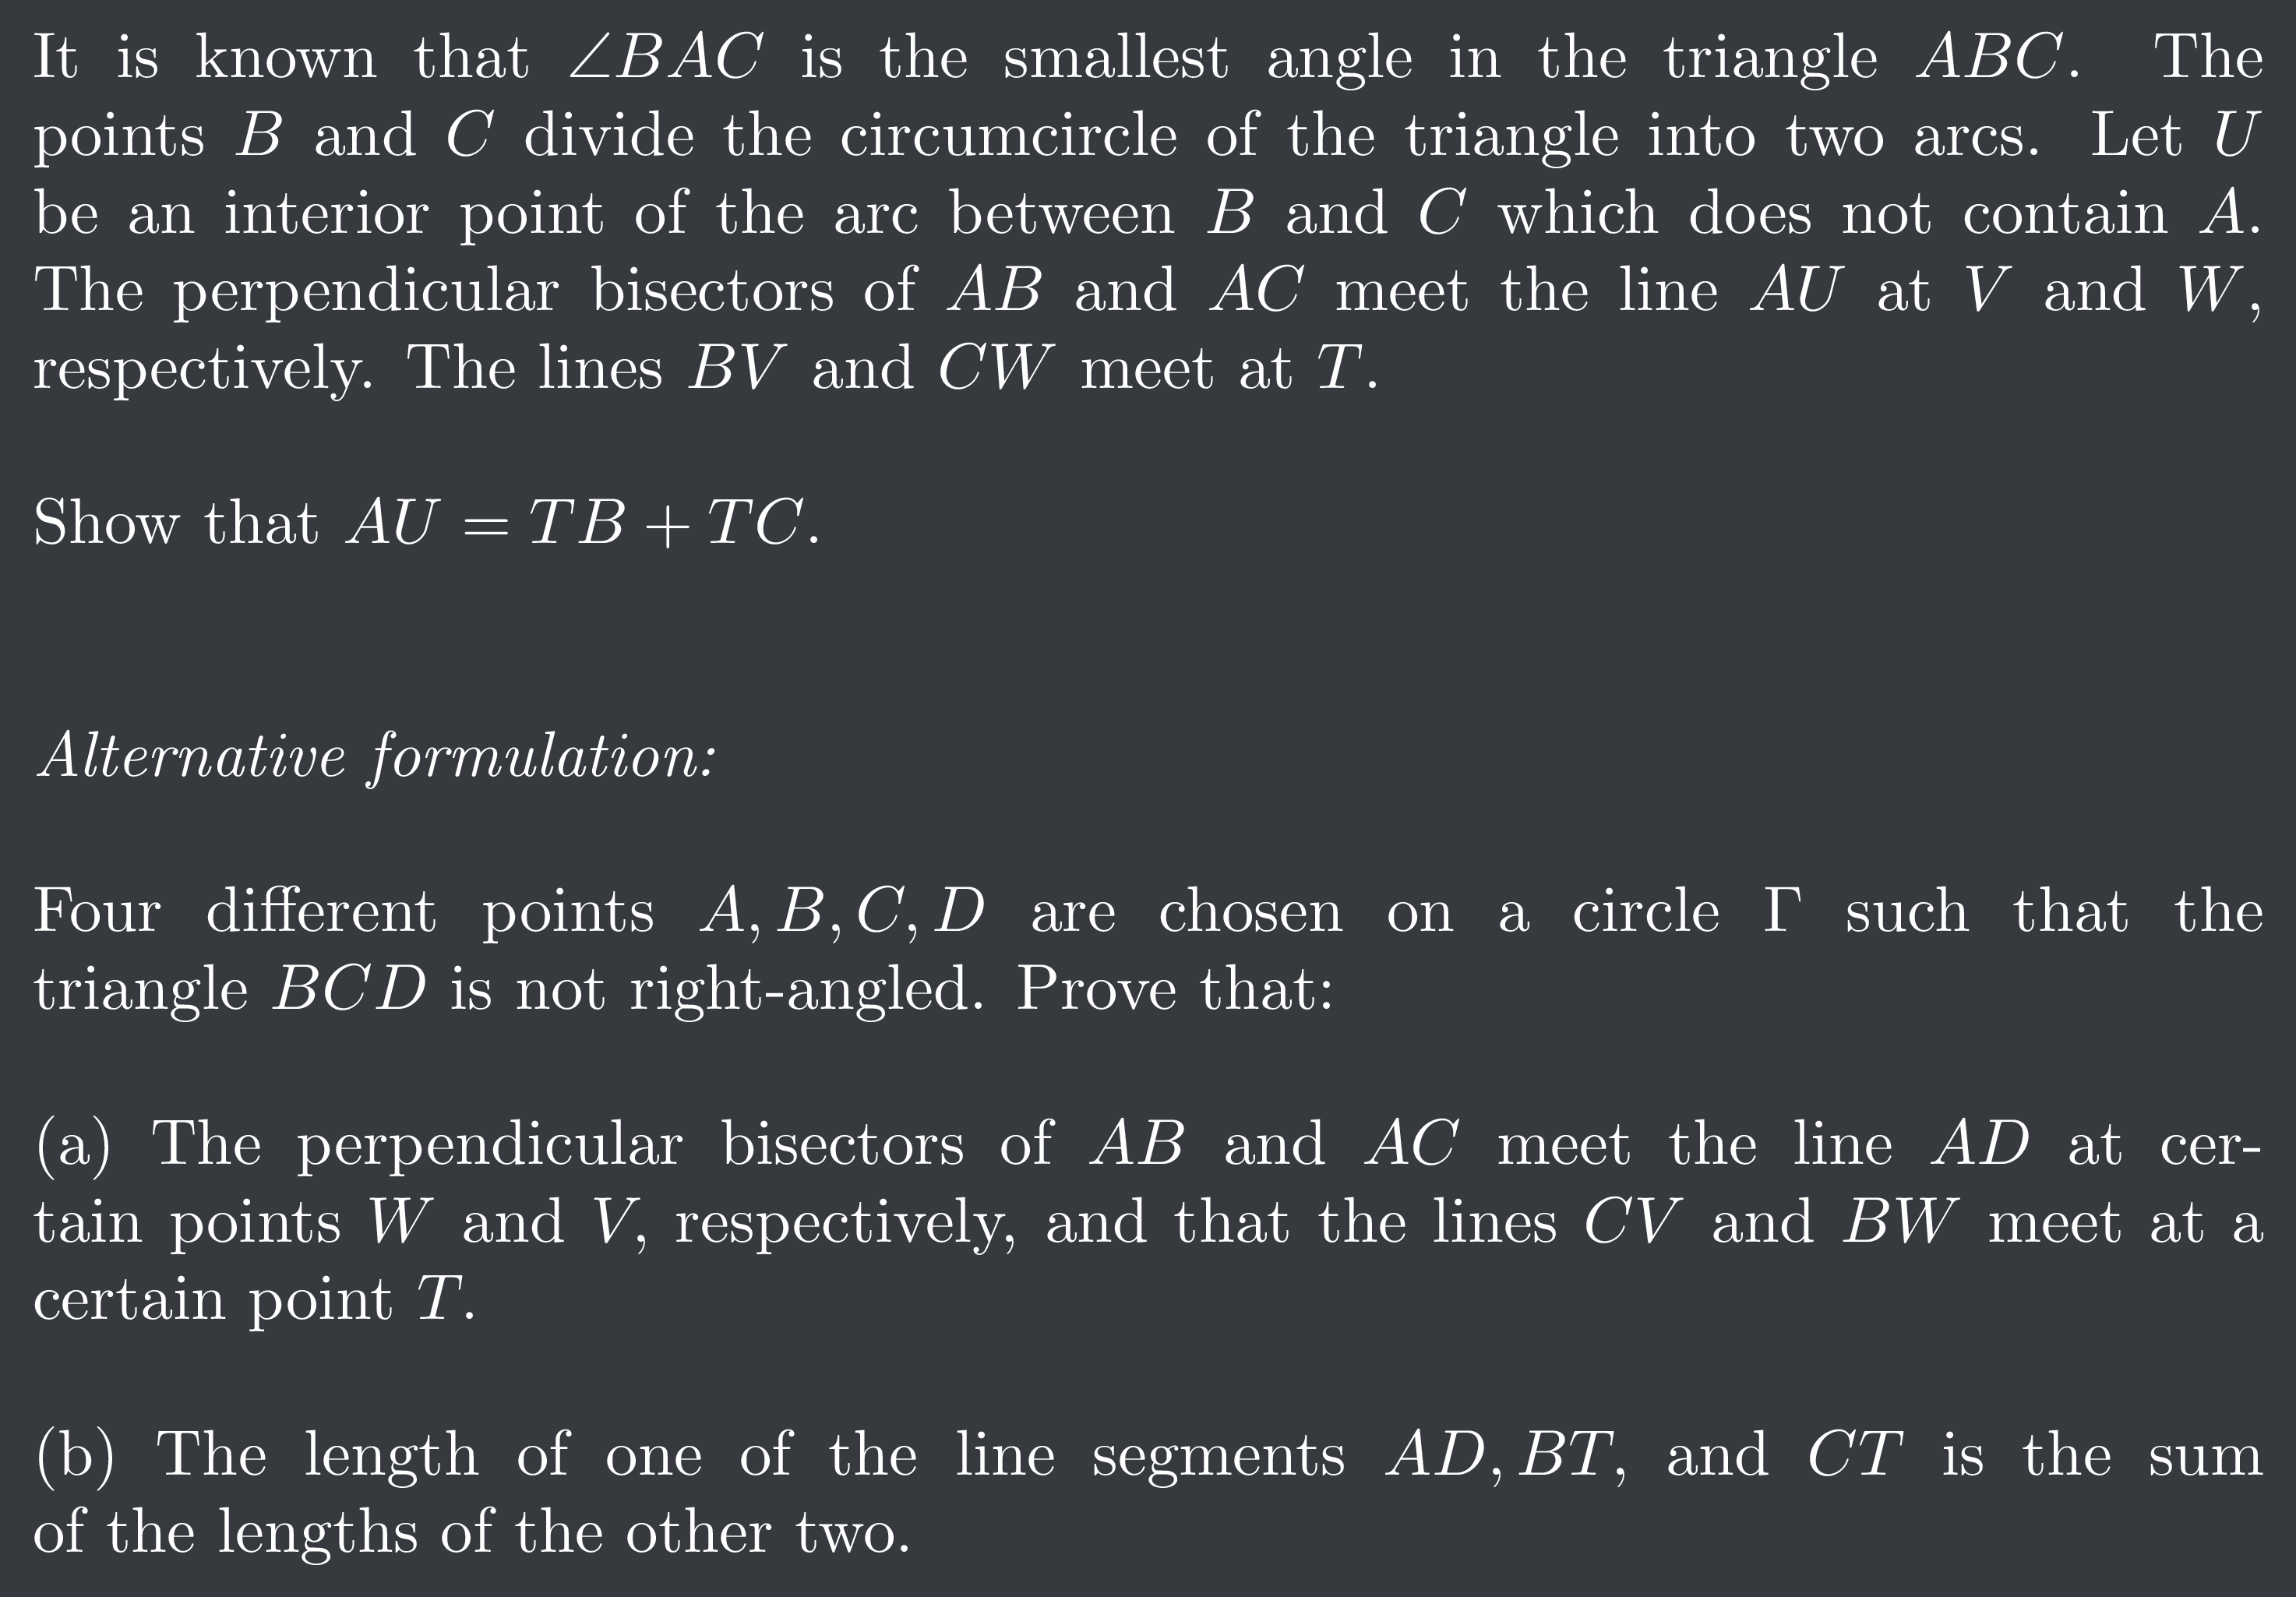 It is known that ∠BAC is the smallest angle in the triangle ABC. The
points B and C divide the circumcircle of the triangle into two arcs. Let U
be an interior point of the arc between B and C which does not contain A.
The perpendicular bisectors of AB and AC meet the line AU at V and W,
respectively. The lines BV and CW meet at T.
Show that AU = TB + TC.
Alternative formulation:
Four different points A, B, C, D are chosen on a circle Γ such that the
triangle BCD is not right-angled. Prove that:
(a) The perpendicular bisectors of AB and AC meet the line AD at cer-
tain points W and V, respectively, and that the lines CV and BW meet at a
certain point T.
(b) The length of one of the line segments AD, BT, and CT is the sum
of the lengths of the other two.